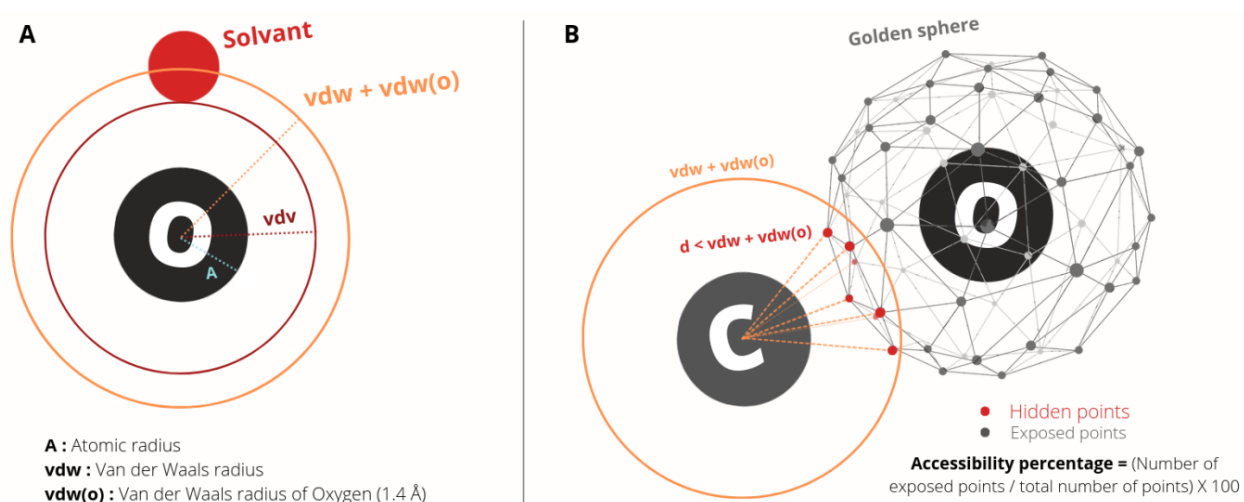 A
Solvant
vdw + vdw(o)
O
vdv
A
A : Atomic radius
vdw : Van der Waals radius
vdw(o) : Van der Waals radius of Oxygen (1.4 Å)
B
Golden sphere
vdw + vdw(o)
d < vdw + vdw(o)
O
C
Hidden points
Exposed points
Accessibility percentage = (Number of
exposed points / total number of points) X 100